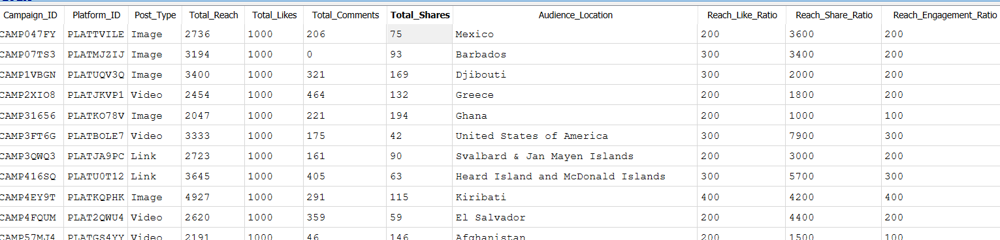 Campaign_ID Platform_ID Post_Type Total_Reach Total_Likes Total_Comments Total_Shares Audience_Location Reach_Like_Ratio Reach_Share_Ratio Reach_Engagement_Ratio
CAMP047FY PLATTVILE Image 2736 1000 206 75 Mexico 200 3600 200
CAMP07TS3 PLATMJZIJ Image 3194 1000 0 93 Barbados 300 3400 200
CAMP1VBGN PLATUQV3Q Image 3400 1000 321 169 Djibouti 300 2000 200
CAMP2XIO8 PLATJKVP1 Video 2454 1000 464 132 Greece 200 1800 200
CAMP31656 PLATKO78V Image 2047 1000 221 194 Ghana 200 1000 100
CAMP3FT6G PLATBOLE7 Video 3333 1000 175 42 United States of America 300 7900 300
CAMP3QWQ3 PLATJA9PC Link 2723 1000 161 90 Svalbard & Jan Mayen Islands 200 3000 200
CAMP416SQ PLATU0T12 Link 3645 1000 405 63 Heard Island and McDonald Islands 300 5700 300
CAMP4EY9T PLATKQPHK Image 4927 1000 291 115 Kiribati 400 4200 400
CAMP4FQUM PLAT2QWU4 Video 2620 1000 359 59 El Salvador 200 4400 200
CAMP57MJ4 PLATGS4YY Video 2191 1000 46 146 Afghanistan 200 1500 100